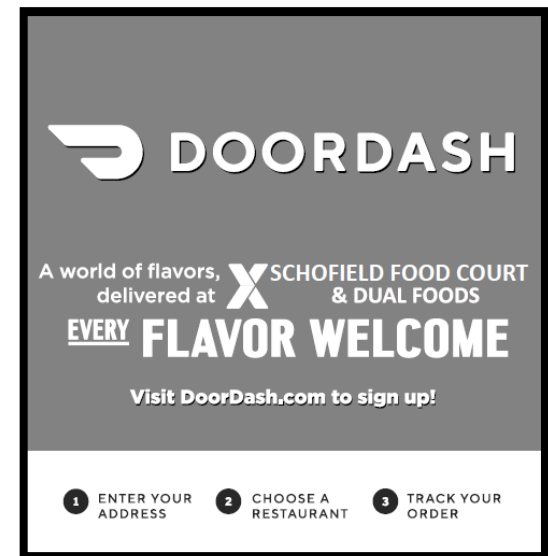 DOORDASH
A world of flavors, delivered at
X SCHOFIELD FOOD COURT
& DUAL FOODS
EVERY FLAVOR WELCOME
Visit DoorDash.com to sign up!
1 ENTER YOUR ADDRESS
2 CHOOSE A RESTAURANT
3 TRACK YOUR ORDER